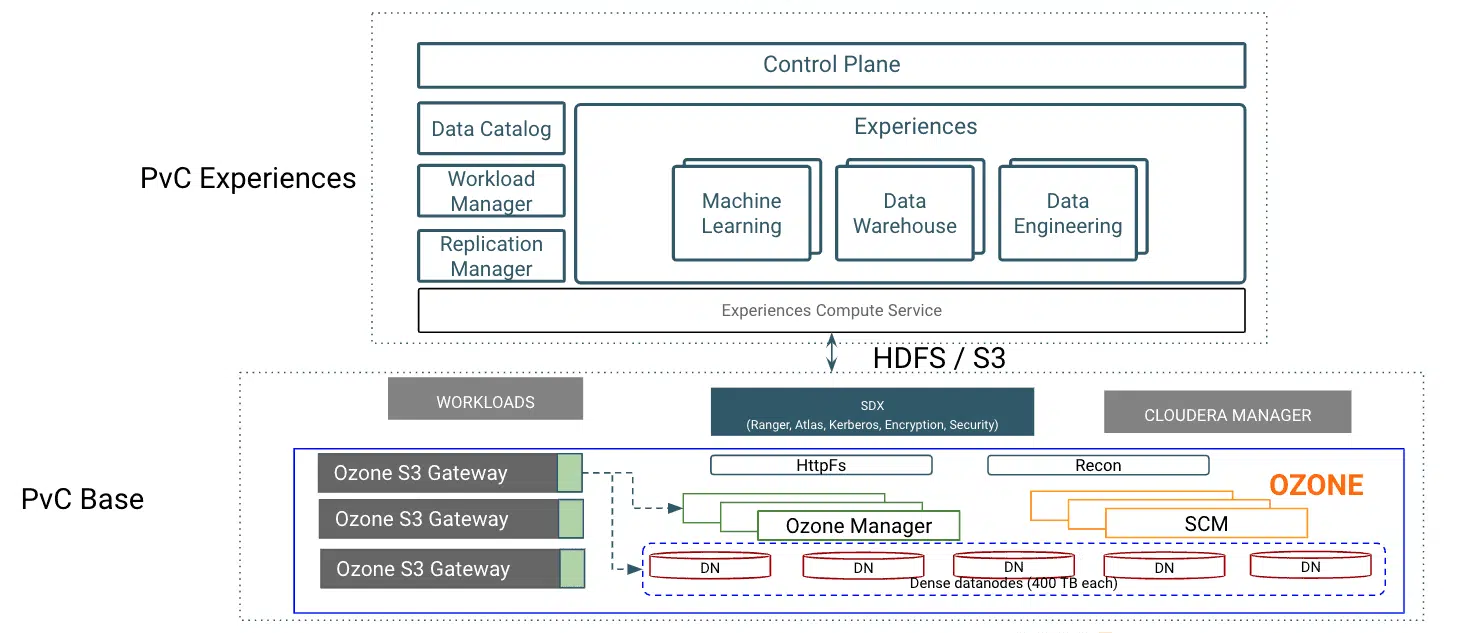 Control Plane
Data Catalog
Experiences
PvC Experiences
Workload
Manager
Machine
Learning
Data
Warehouse
Data
Engineering
Replication
Manager
Experiences Compute Service
HDFS / S3
WORKLOADS
SDX
(Ranger, Atlas, Kerberos, Encryption, Security)
CLOUDERA MANAGER
PvC Base
Ozone S3 Gateway
HttpFs
Recon
OZONE
Ozone S3 Gateway
Ozone Manager
SCM
Ozone S3 Gateway
DN
DN
DN
DN
DN
Dense datanodes (400 TB each)